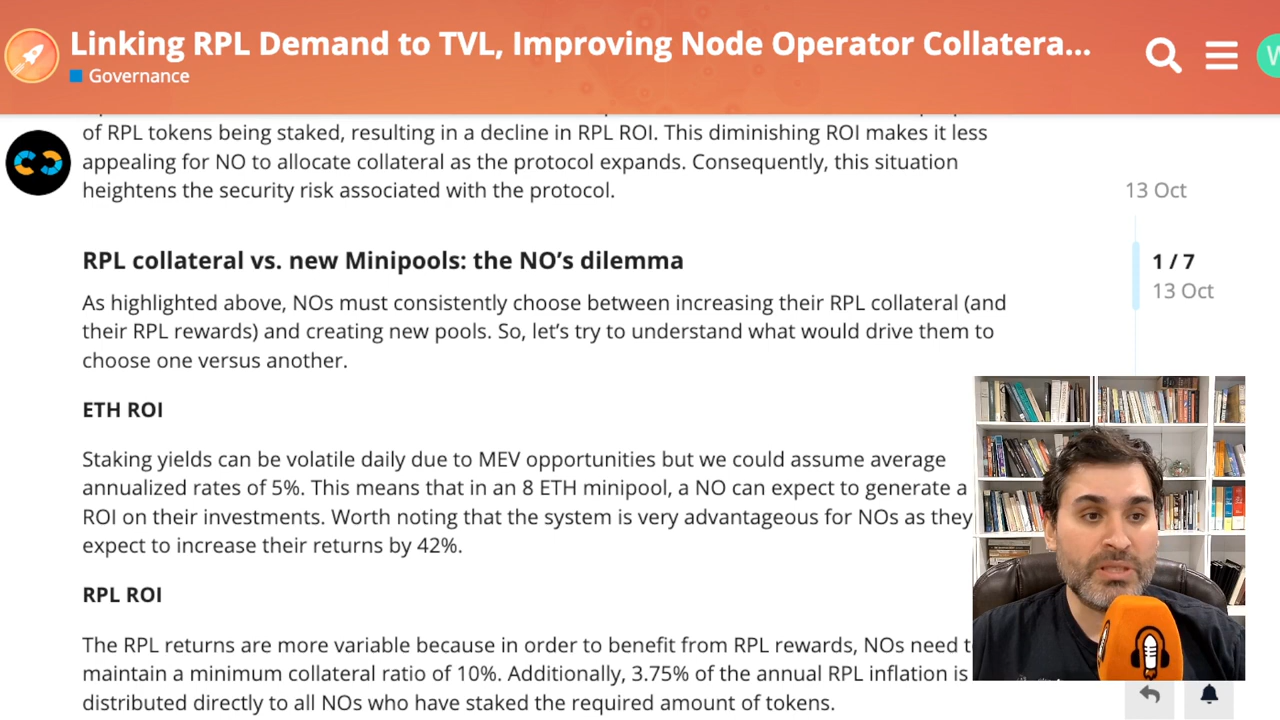 Linking RPL Demand to TVL, Improving Node Operator Collatera...
Governance
of RPL tokens being staked, resulting in a decline in RPL ROI. This diminishing ROI makes it less
appealing for NO to allocate collateral as the protocol expands. Consequently, this situation
heightens the security risk associated with the protocol.
13 Oct
RPL collateral vs. new Minipools: the NO's dilemma
1 / 7
13 Oct
As highlighted above, NOs must consistently choose between increasing their RPL collateral (and
their RPL rewards) and creating new pools. So, let's try to understand what would drive them to
choose one versus another.
ETH ROI
Staking yields can be volatile daily due to MEV opportunities but we could assume average
annualized rates of 5%. This means that in an 8 ETH minipool, a NO can expect to generate a
ROI on their investments. Worth noting that the system is very advantageous for NOs as they
expect to increase their returns by 42%.
RPL ROI
The RPL returns are more variable because in order to benefit from RPL rewards, NOs need
maintain a minimum collateral ratio of 10%. Additionally, 3.75% of the annual RPL inflation is
distributed directly to all NOs who have staked the required amount of tokens.